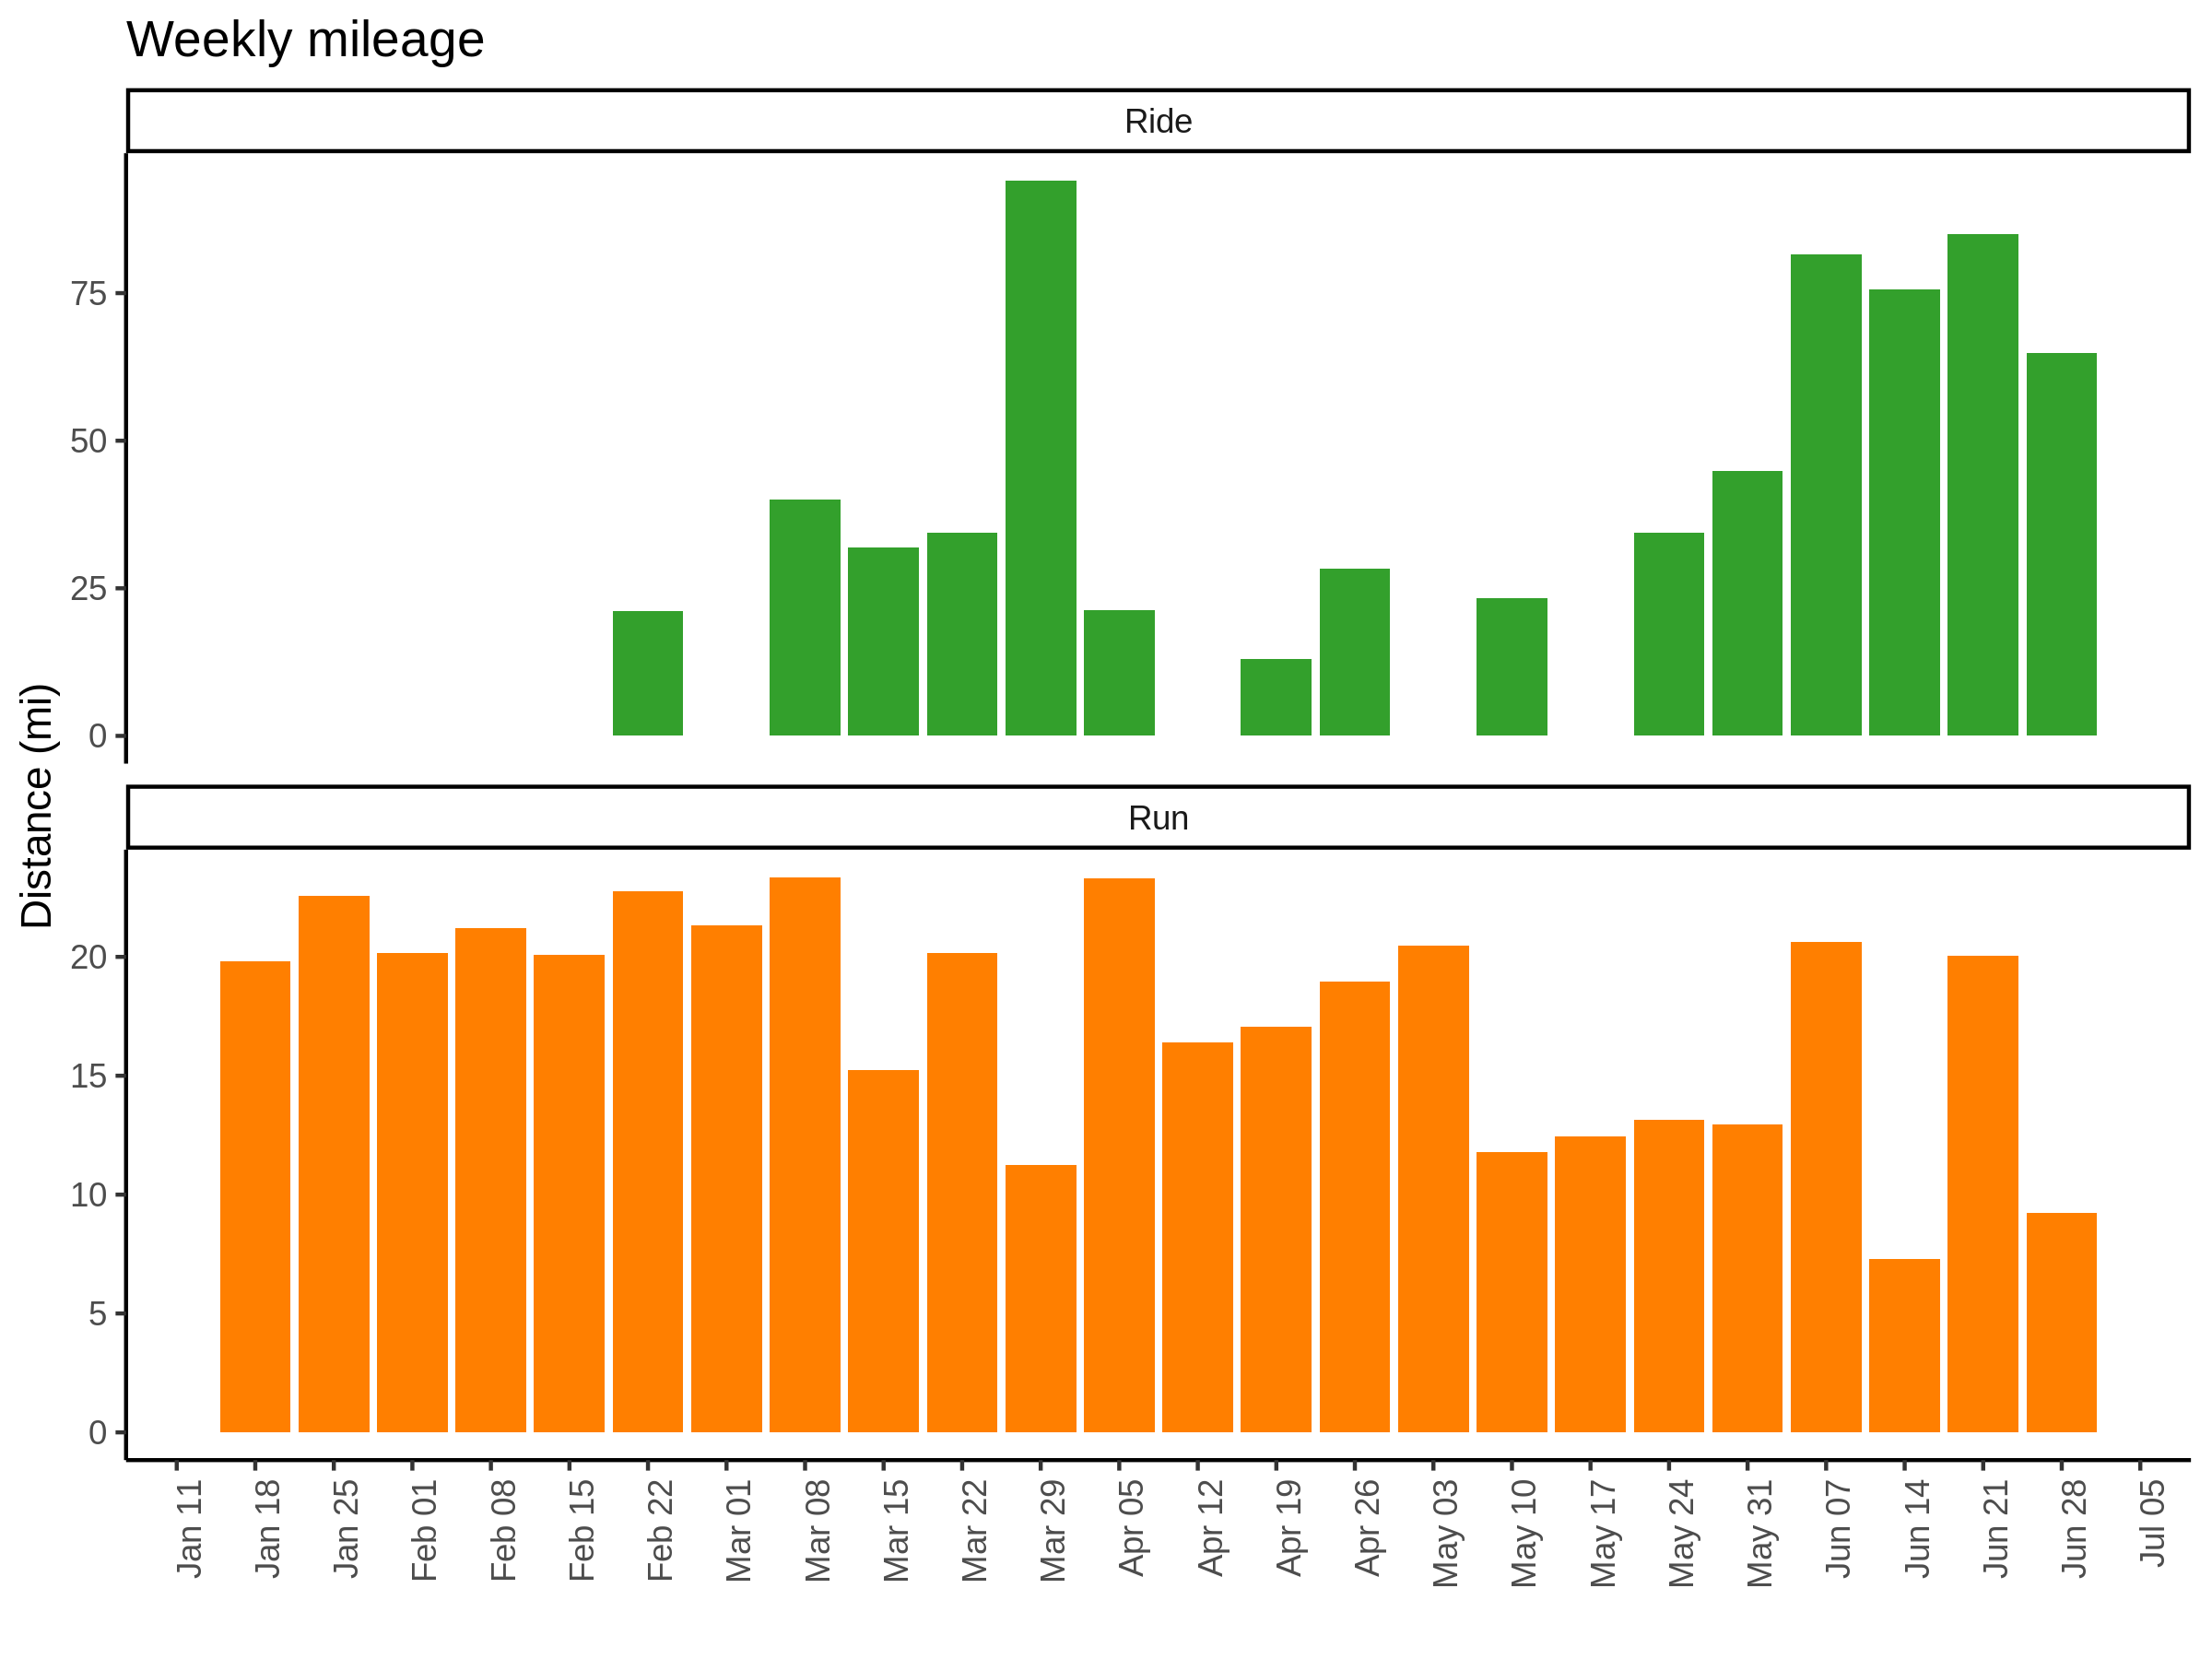 Weekly mileage
Ride
75
50
25
0
Distance (mi)
Run
20
15
10
5
0
Jan 11
Jan 18
Jan 25
Feb 01
Feb 08
Feb 15
Feb 22
Mar 01
Mar 08
Mar 15
Mar 22
Mar 29
Apr 05
Apr 12
Apr 19
Apr 26
May 03
May 10
May 17
May 24
May 31
Jun 07
Jun 14
Jun 21
Jun 28
Jul 05